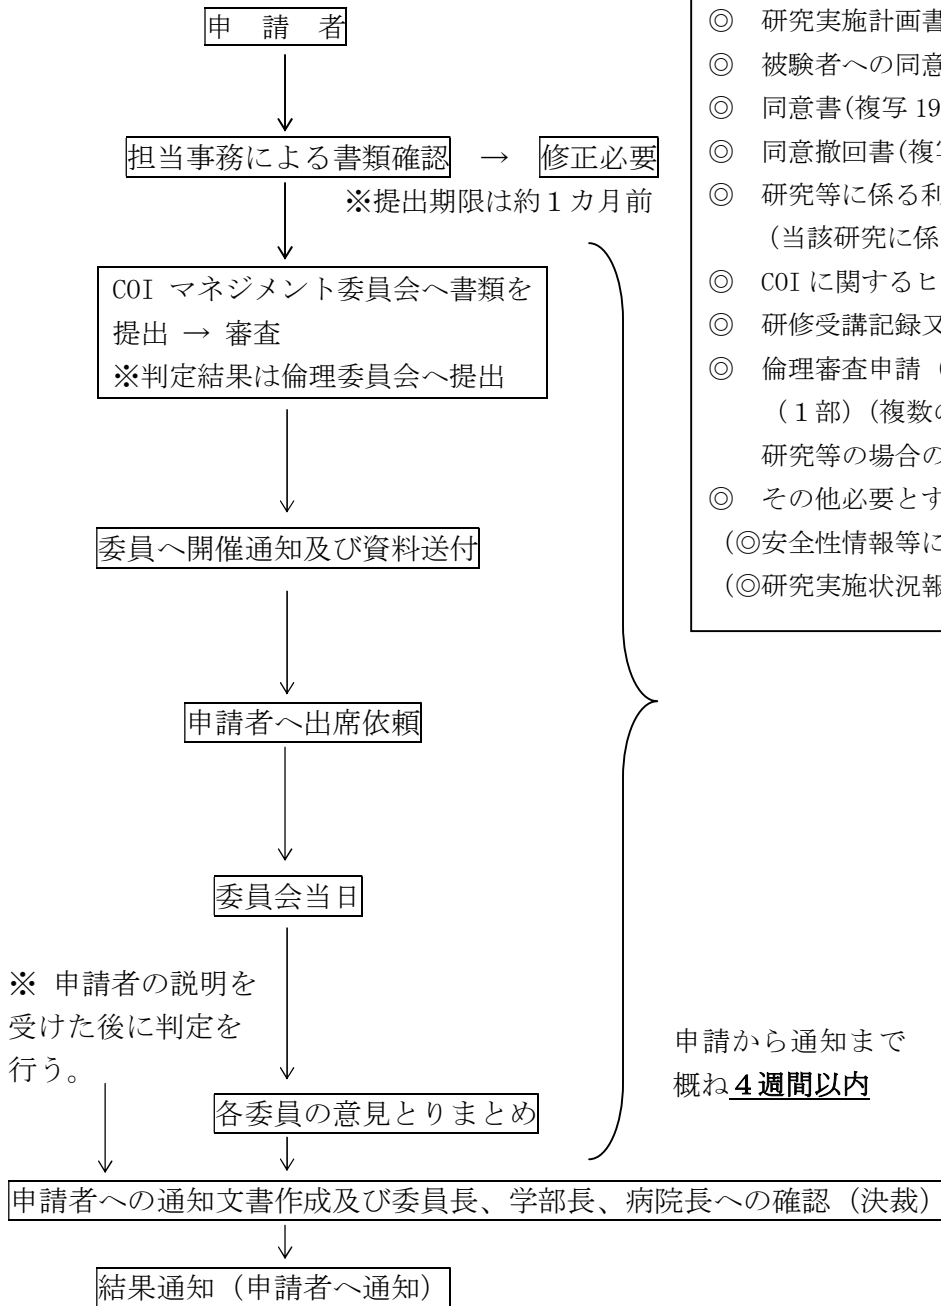 申 請 者
担当事務による書類確認 → 修正必要
※提出期限は約１カ月前
COI マネジメント委員会へ書類を
提出 → 審査
※判定結果は倫理委員会へ提出
委員へ開催通知及び資料送付
申請者へ出席依頼
委員会当日
※ 申請者の説明を
受けた後に判定を
行う。
各委員の意見とりまとめ
申請者への通知文書作成及び委員長、学部長、病院長への確認（決裁）
結果通知（申請者へ通知）
◎ 研究実施計画書
◎ 被験者への同意
◎ 同意書(複写 19
◎ 同意撤回書(複写
◎ 研究等に係る利
（当該研究に係
◎ COI に関するヒ
◎ 研修受講記録又
◎ 倫理審査申請（
（１部）(複数の
研究等の場合の
◎ その他必要とす
（◎安全性情報等に
（◎研究実施状況報
申請から通知まで
概ね４週間以内